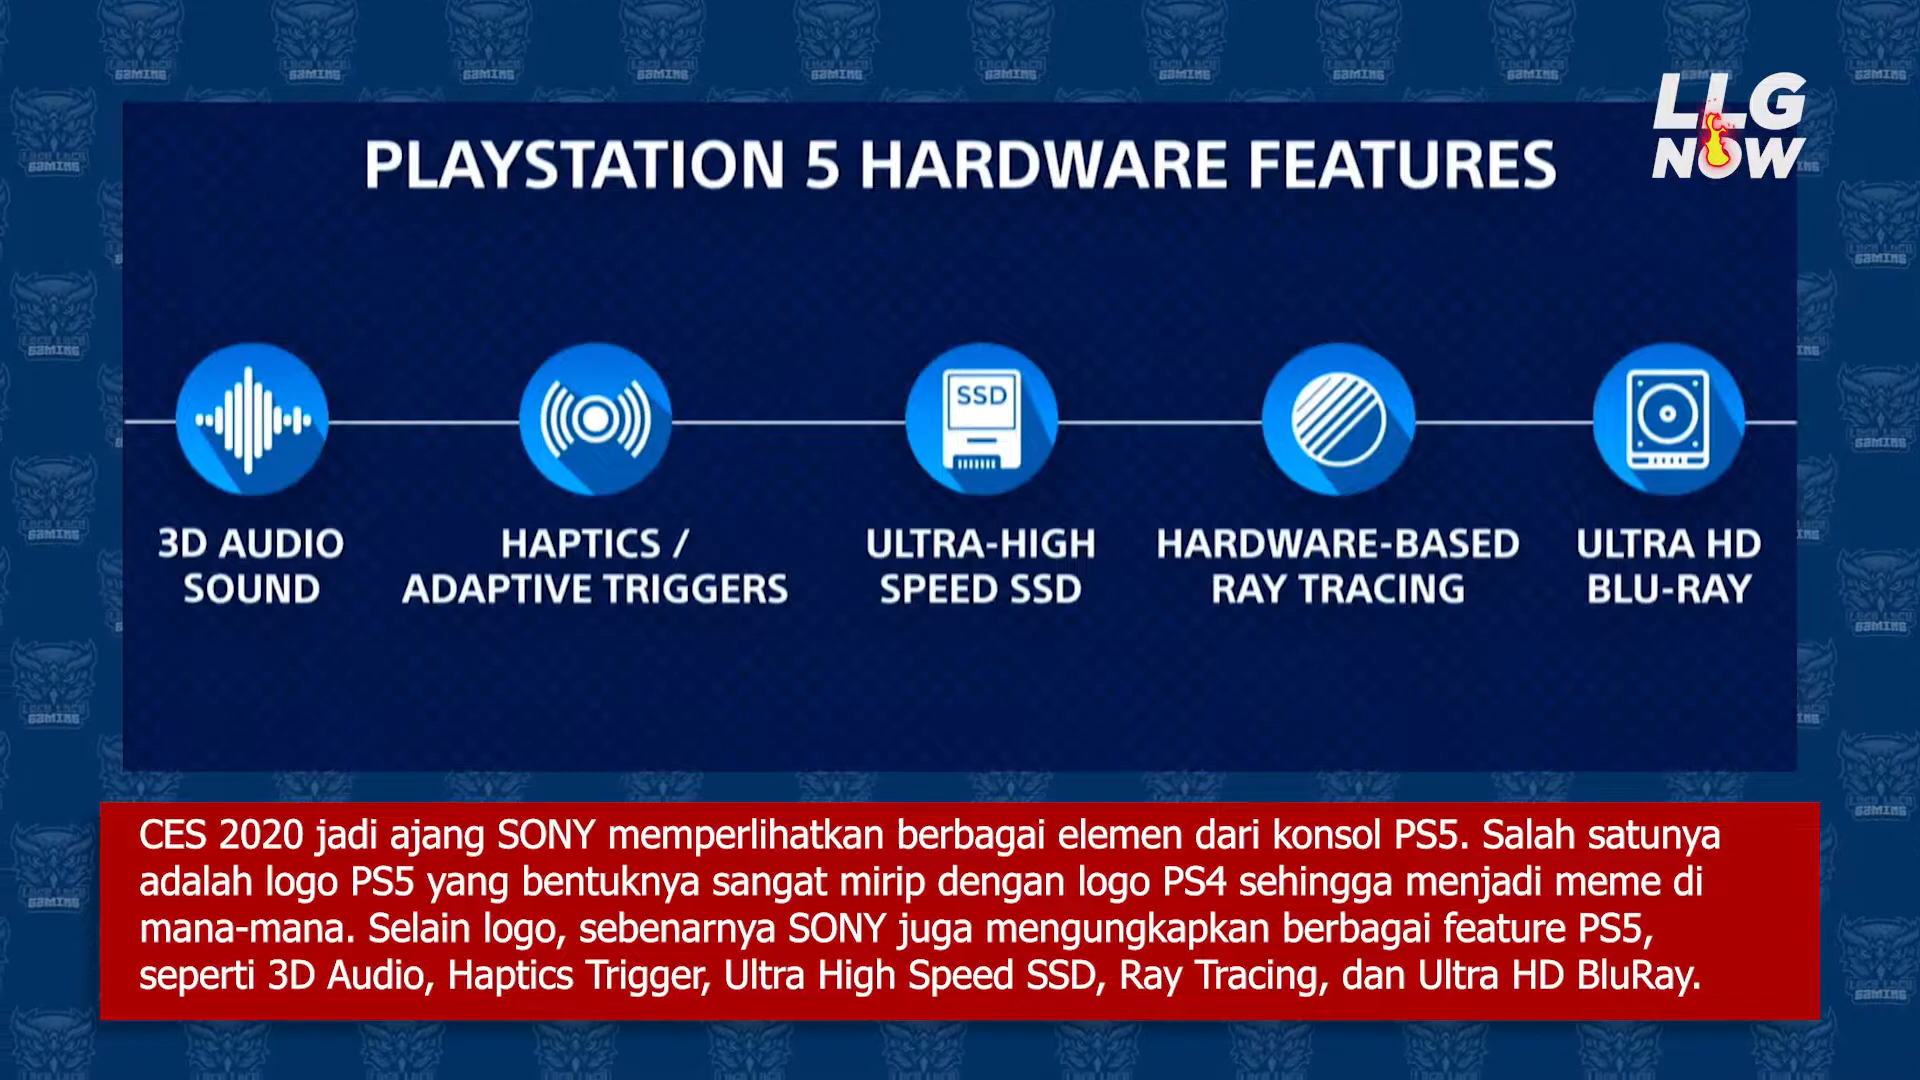 LLG
NOW
PLAYSTATION 5 HARDWARE FEATURES
SSD
3D AUDIO
SOUND
HAPTICS /
ADAPTIVE TRIGGERS
ULTRA-HIGH
SPEED SSD
HARDWARE-BASED
RAY TRACING
ULTRA HD
BLU-RAY
CES 2020 jadi ajang SONY memperlihatkan berbagai elemen dari konsol PS5. Salah satunya
adalah logo PS5 yang bentuknya sangat mirip dengan logo PS4 sehingga menjadi meme di
mana-mana. Selain logo, sebenarnya SONY juga mengungkapkan berbagai feature PS5,
seperti 3D Audio, Haptics Trigger, Ultra High Speed SSD, Ray Tracing, dan Ultra HD BluRay.